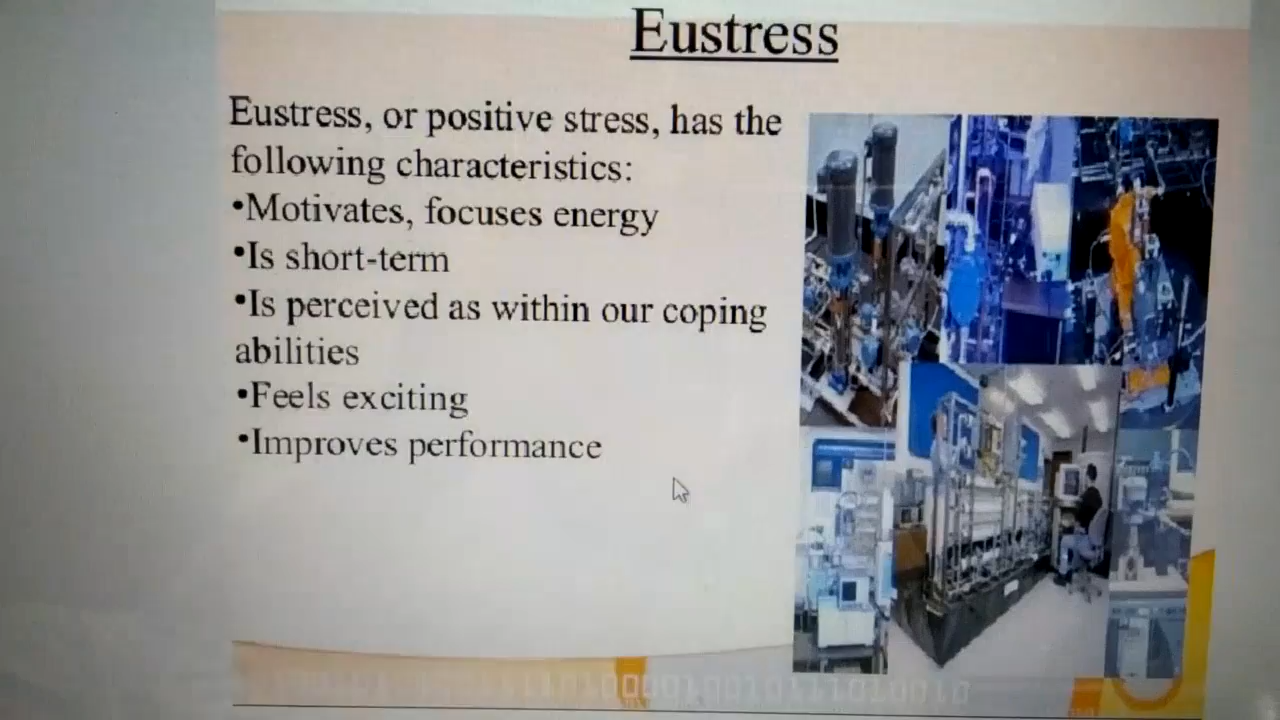 Eustress
Eustress, or positive stress, has the
following characteristics:
•Motivates, focuses energy
•Is short-term
•Is perceived as within our coping
abilities
•Feels exciting
•Improves performance